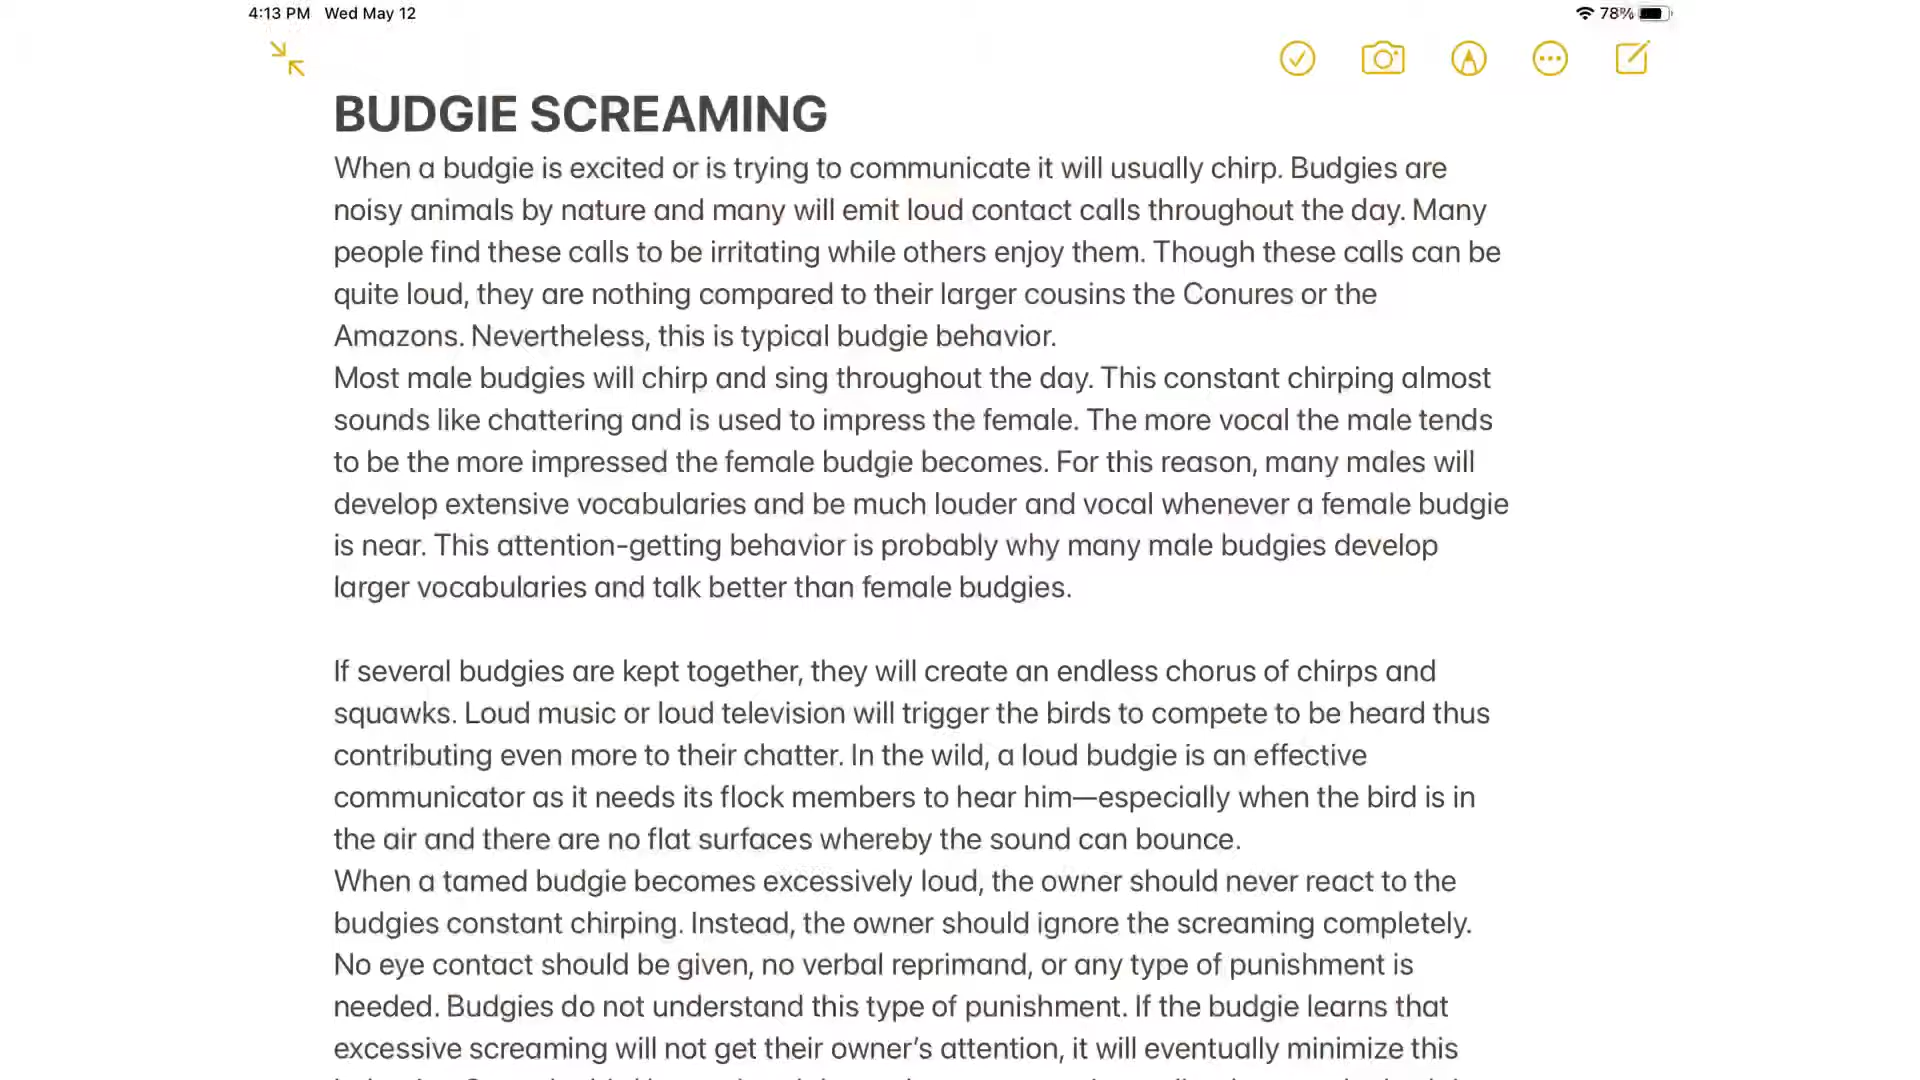 4:13 PM Wed May 12
78%
BUDGIE SCREAMING
When a budgie is excited or is trying to communicate it will usually chirp. Budgies are
noisy animals by nature and many will emit loud contact calls throughout the day. Many
people find these calls to be irritating while others enjoy them. Though these calls can be
quite loud, they are nothing compared to their larger cousins the Conures or the
Amazons. Nevertheless, this is typical budgie behavior.
Most male budgies will chirp and sing throughout the day. This constant chirping almost
sounds like chattering and is used to impress the female. The more vocal the male tends
to be the more impressed the female budgie becomes. For this reason, many males will
develop extensive vocabularies and be much louder and vocal whenever a female budgie
is near. This attention-getting behavior is probably why many male budgies develop
larger vocabularies and talk better than female budgies.
If several budgies are kept together, they will create an endless chorus of chirps and
squawks. Loud music or loud television will trigger the birds to compete to be heard thus
contributing even more to their chatter. In the wild, a loud budgie is an effective
communicator as it needs its flock members to hear him—especially when the bird is in
the air and there are no flat surfaces whereby the sound can bounce.
When a tamed budgie becomes excessively loud, the owner should never react to the
budgies constant chirping. Instead, the owner should ignore the screaming completely.
No eye contact should be given, no verbal reprimand, or any type of punishment is
needed. Budgies do not understand this type of punishment. If the budgie learns that
excessive screaming will not get their owner’s attention, it will eventually minimize this